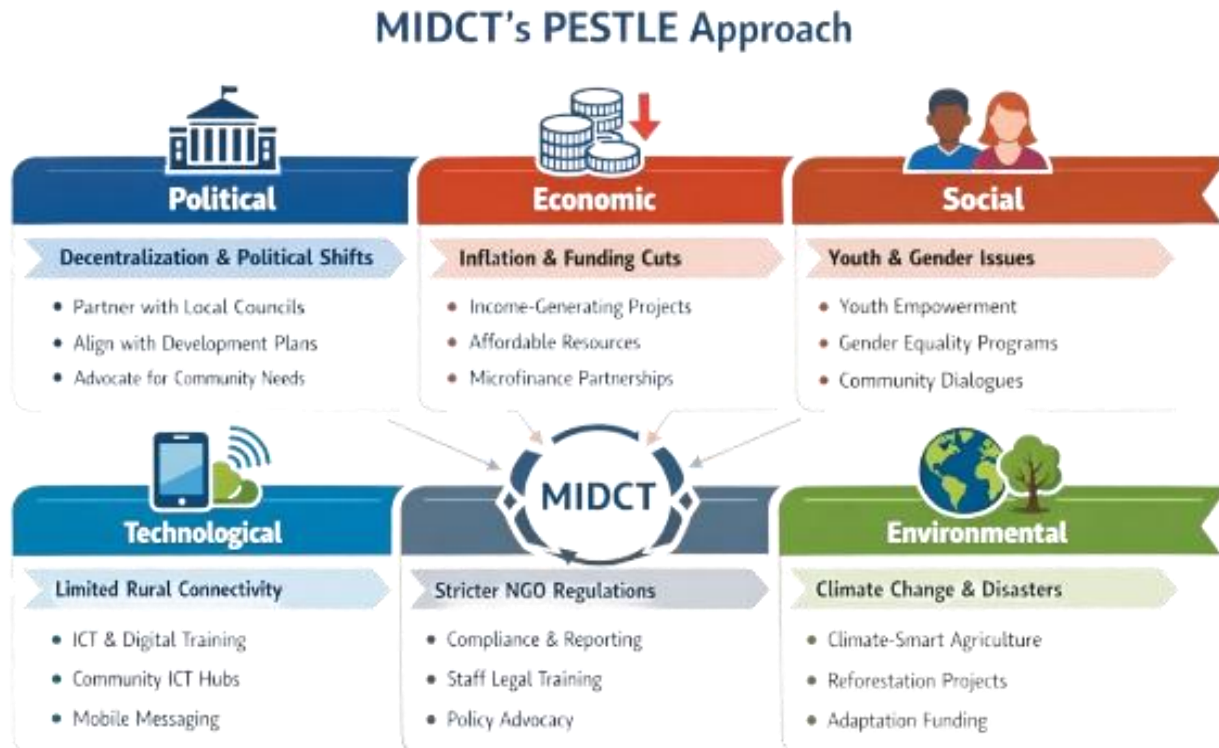 MIDCT's PESTLE Approach
Political
Decentralization & Political Shifts
• Partner with Local Councils
• Align with Development Plans
• Advocate for Community Needs
Economic
Inflation & Funding Cuts
• Income-Generating Projects
• Affordable Resources
• Microfinance Partnerships
Social
Youth & Gender Issues
• Youth Empowerment
• Gender Equality Programs
• Community Dialogues
Technological
Limited Rural Connectivity
• ICT & Digital Training
• Community ICT Hubs
• Mobile Messaging
MIDCT
Stricter NGO Regulations
• Compliance & Reporting
• Staff Legal Training
• Policy Advocacy
Environmental
Climate Change & Disasters
• Climate-Smart Agriculture
• Reforestation Projects
• Adaptation Funding